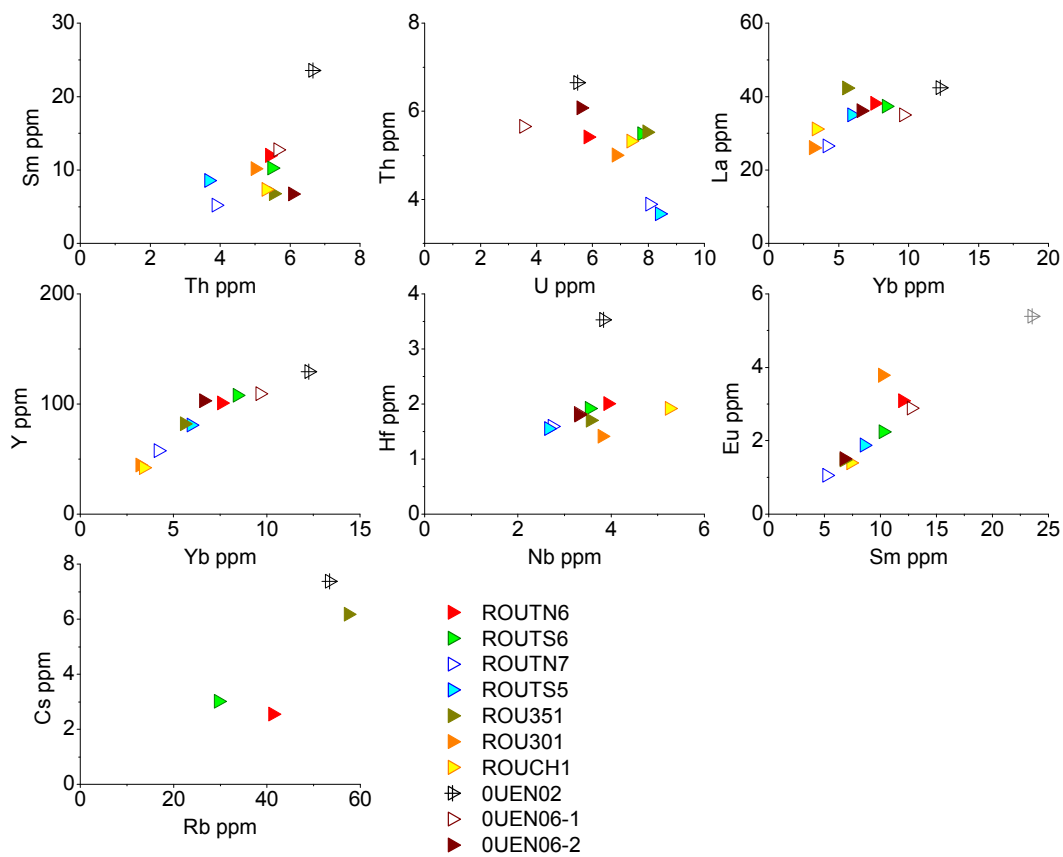 30
20
10
0
0 2 4 6 8
Sm ppm
Th ppm
8
6
4
0 2 4 6 8 10
Th ppm
U ppm
60
40
20
0
0 5 10 15 20
La ppm
Yb ppm
200
100
0
0 5 10 15
Y ppm
Yb ppm
4
3
2
1
0
0 2 4 6
Hf ppm
Nb ppm
6
4
2
0
0 5 10 15 20 25
Eu ppm
Sm ppm
8
6
4
2
0
0 20 40 60
Cs ppm
Rb ppm
ROUTN6
ROUTS6
ROUTN7
ROUTS5
ROU351
ROU301
ROUCH1
0UEN02
0UEN06-1
0UEN06-2